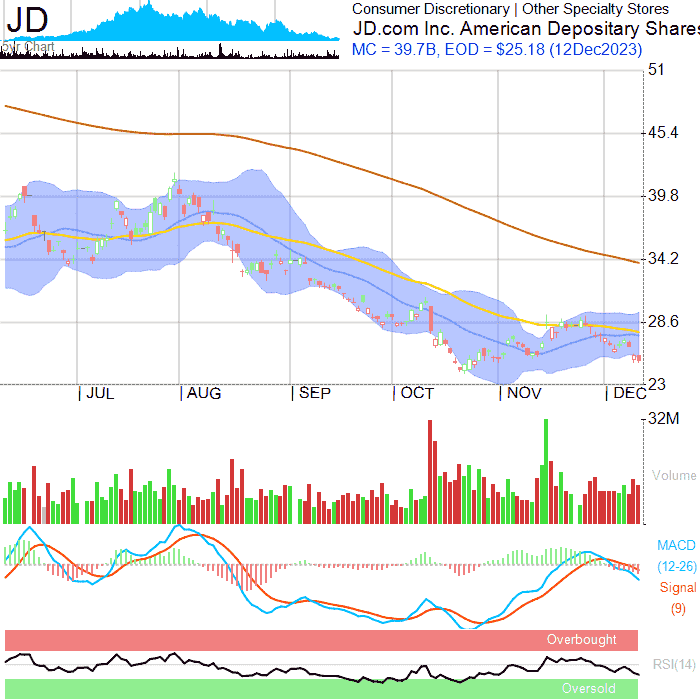 JD
Consumer Discretionary | Other Specialty Stores
JD.com Inc. American Depositary Shares
MC = 39.7B, EOD = $25.18 (12Dec2023)
Chart
51
45.4
39.8
34.2
28.6
23
JUL
AUG
SEP
OCT
NOV
DEC
32M
Volume
MACD
(12-26)
Signal
(9)
Overbought
RSI(14)
Oversold